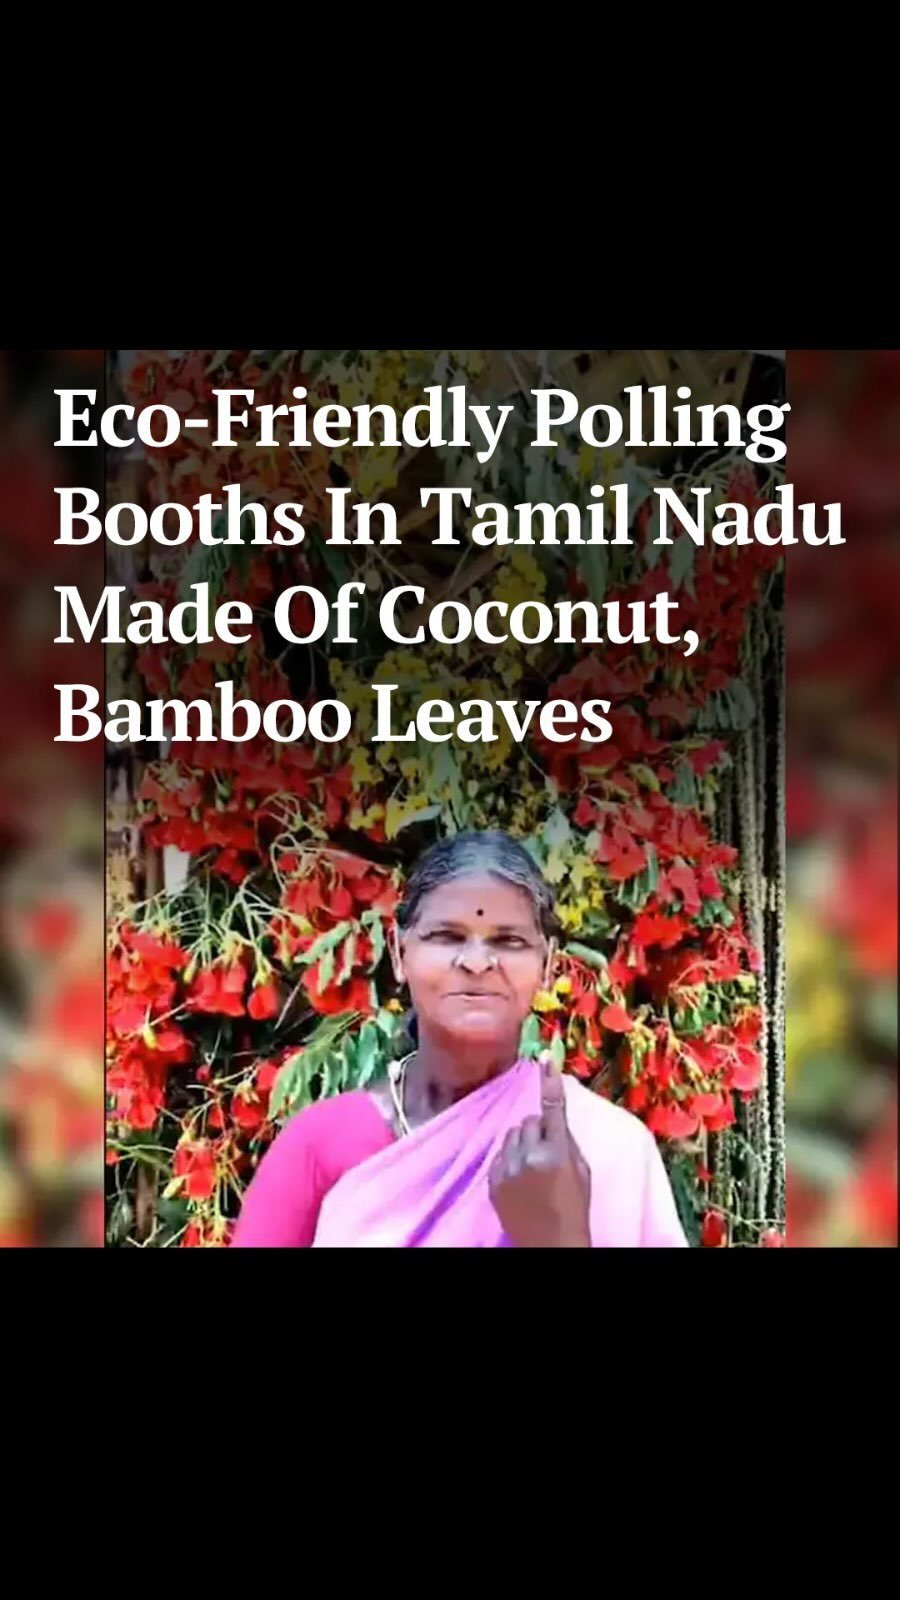 Eco-Friendly Polling
Booths In Tamil Nadu
Made Of Coconut,
Bamboo Leaves